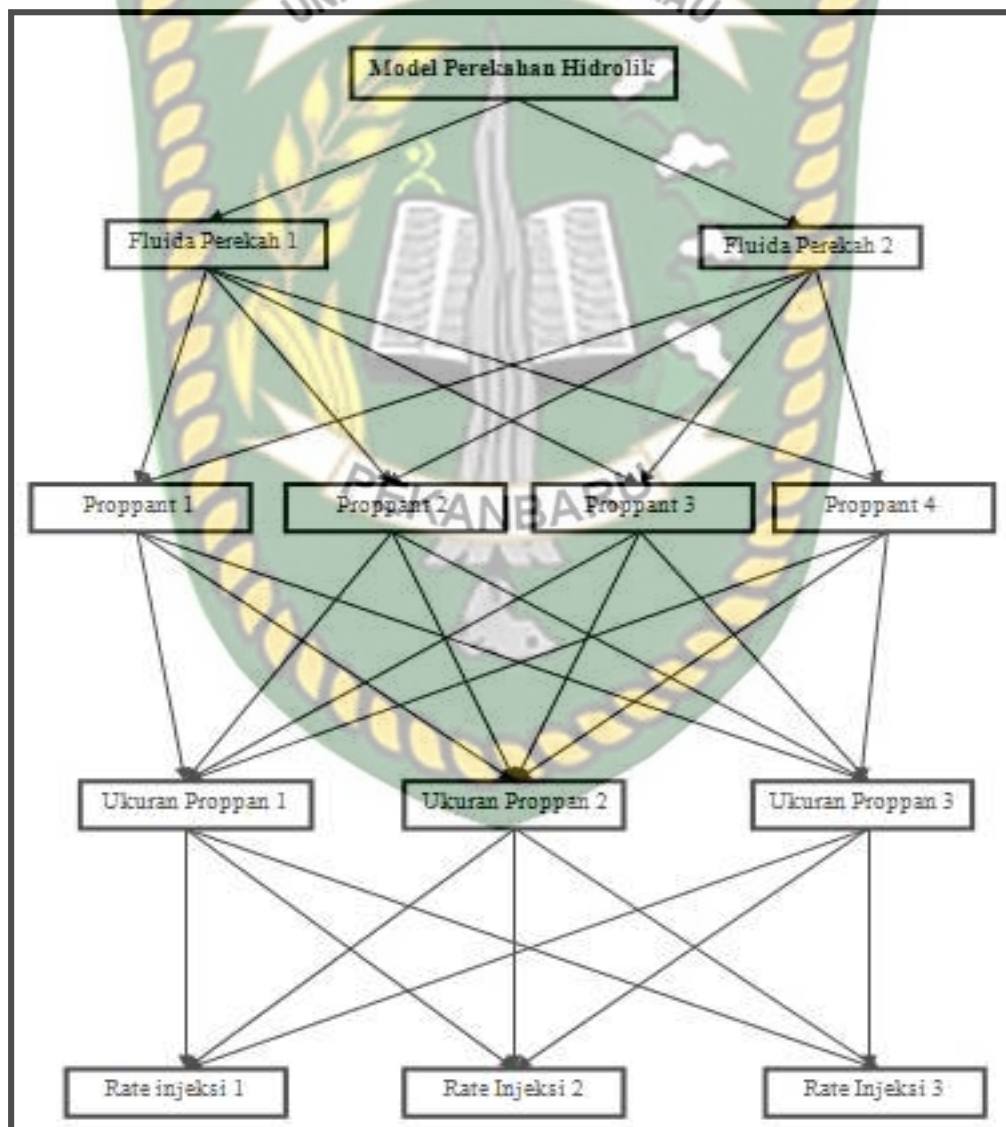 Model Perekahan Hidrolik
Fluida Perekah 1
Fluida Perekah 2
PEKANBARU
Proppant 1
Proppant 2
Proppant 3
Proppant 4
Ukuran Proppan 1
Ukuran Proppan 2
Ukuran Proppan 3
Rate injeksi 1
Rate Injeksi 2
Rate Injeksi 3